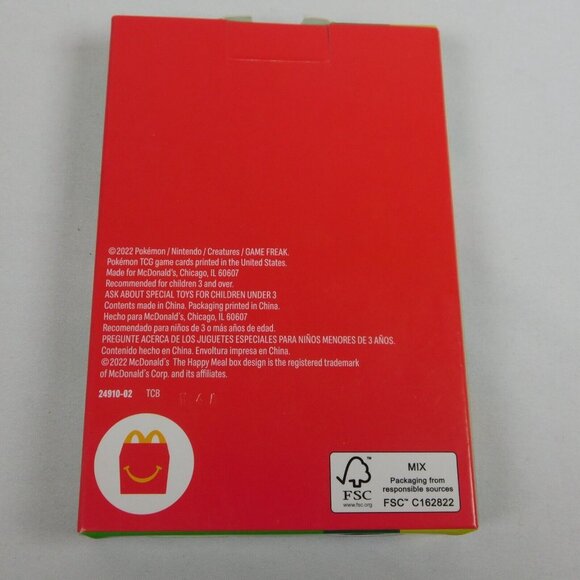 ©2022 Pokémon / Nintendo / Creatures / GAME FREAK.
Pokémon TCG game cards printed in the United States.
Made for McDonald's, Chicago, IL 60607
Recommended for children 3 and over.
ASK ABOUT SPECIAL TOYS FOR CHILDREN UNDER 3
Contents made in China. Packaging printed in China.
Hecho para McDonald's, Chicago, IL 60607
Recomendado para niños de 3 o más años de edad.
PREGUNTE ACERCA DE LOS JUGUETES ESPECIALES PARA NIÑOS MENORES DE 3 AÑOS.
Contenido hecho en China. Envoltura impresa en China.
©2022 McDonald's The Happy Meal box design is the registered trademark
of McDonald's Corp. and its affiliates.
24910-02 TCB
FSC™
www.fsc.org
MIX
Packaging from
responsible sources
FSC™ C162822